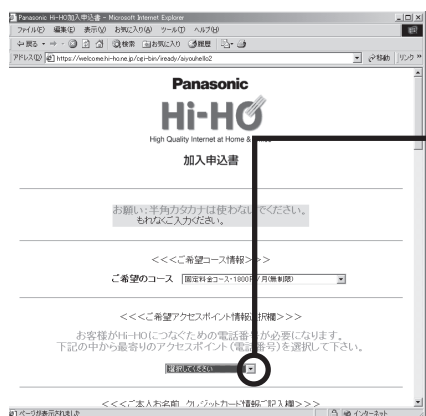 Panasonic Hi-HO加入申込書 - Microsoft Internet Explorer
ファイル(F) 編集(E) 表示(V) お気に入り(A) ツール(T) ヘルプ(H)
戻る 検索 お気に入り 履歴
アドレス(D) https://welcome.hi-ho.ne.jp/cgi-bin/iready/aiyouhello2 移動 リンク
Panasonic
Hi-HO
High Quality Internet at Home &
加入申込書
お願い:半角カタカナは使わないでください。
もれなくご入力ください。
<<<ご希望コース情報>>>
ご希望のコース 固定料金コース-1800円/月(無制限)
<<<ご希望アクセスポイント情報選択欄>>>
お客様がHi-HOにつなぐための電話番号が必要になります。
下記の中から最寄りのアクセスポイント(電話番号)を選択して下さい。
選択してください
<<<ご本人お名前 クレジットカード情報ご記入欄>>>
ページが表示されました インターネット